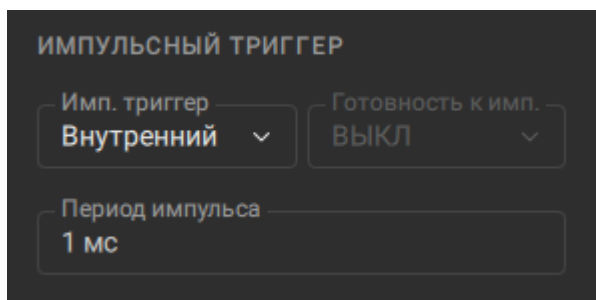 ИМПУЛЬСНЫЙ ТРИГГЕР
Имп. триггер
Внутренний
Готовность к имп.
ВЫКЛ
Период импульса
1 мс